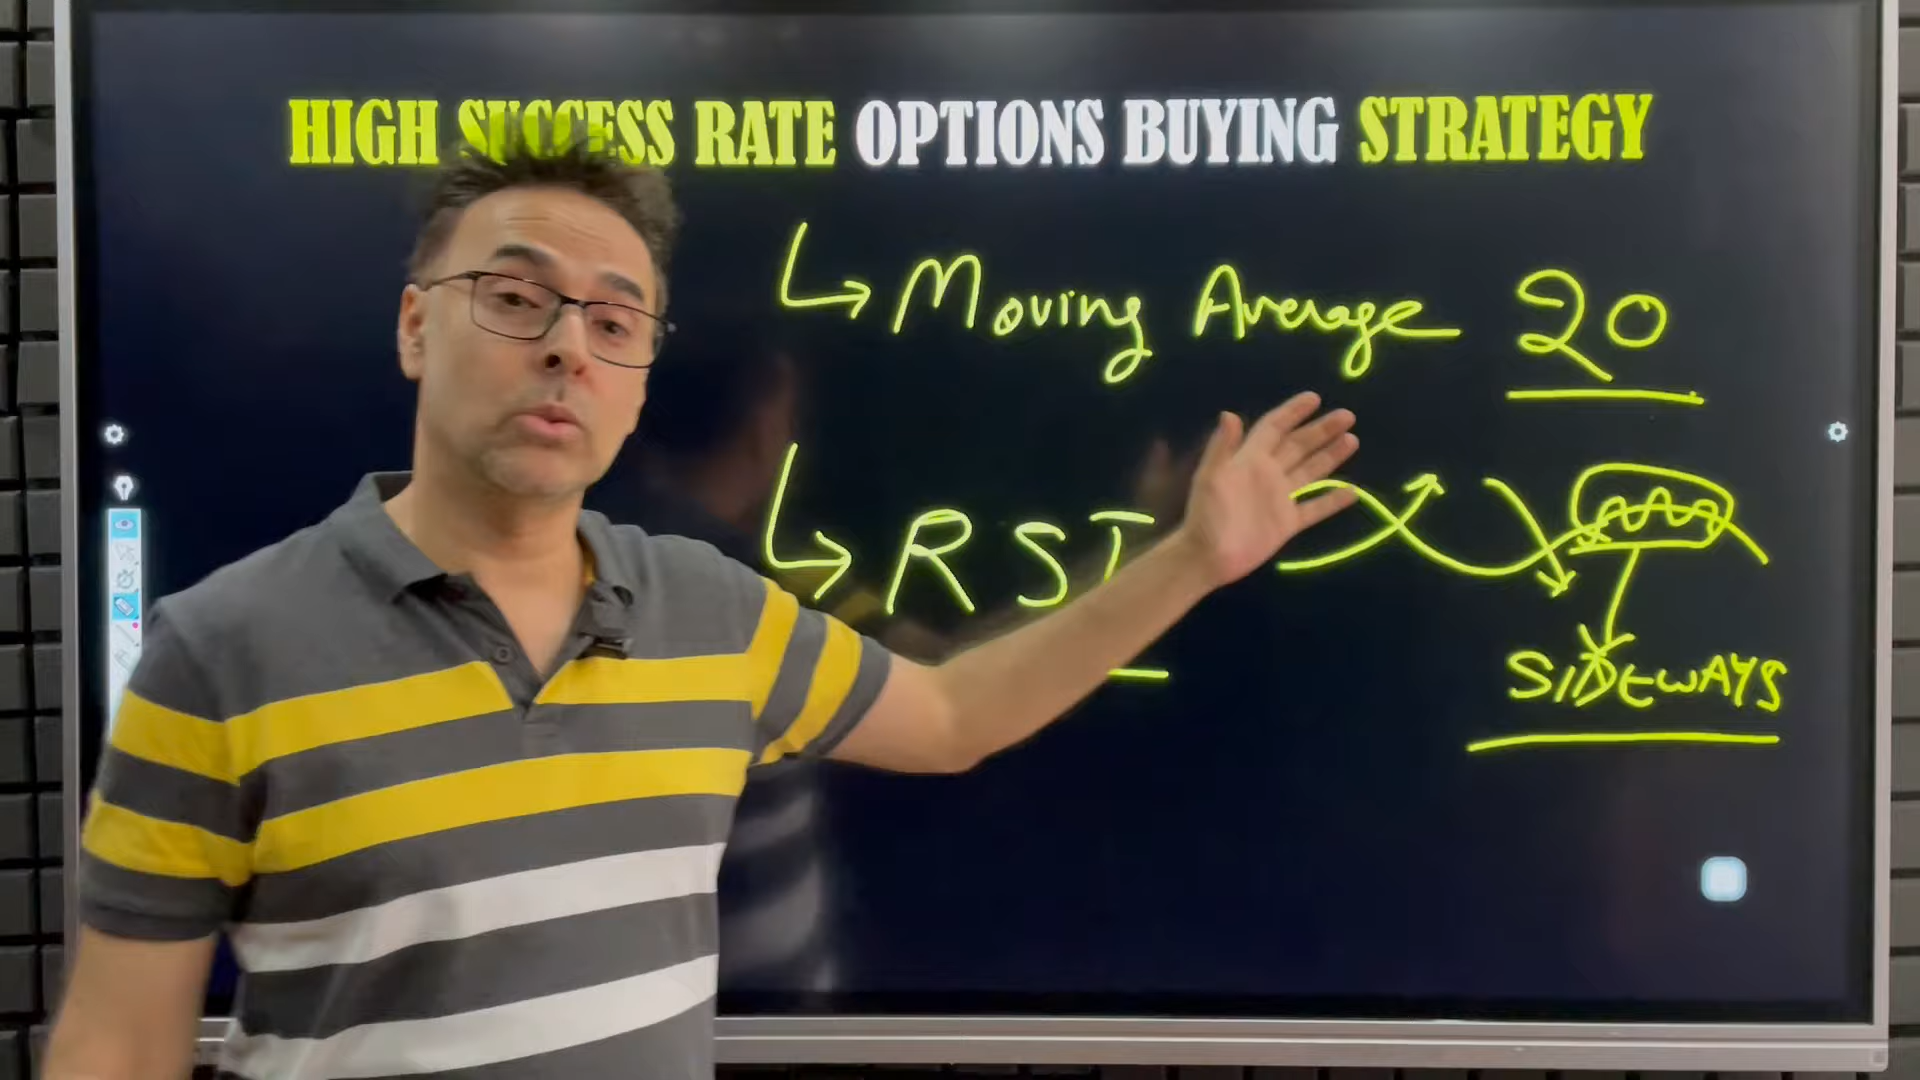 HIGH SUCCESS RATE OPTIONS BUYING STRATEGY
Moving Average 20
RSI
SIDEWAYS